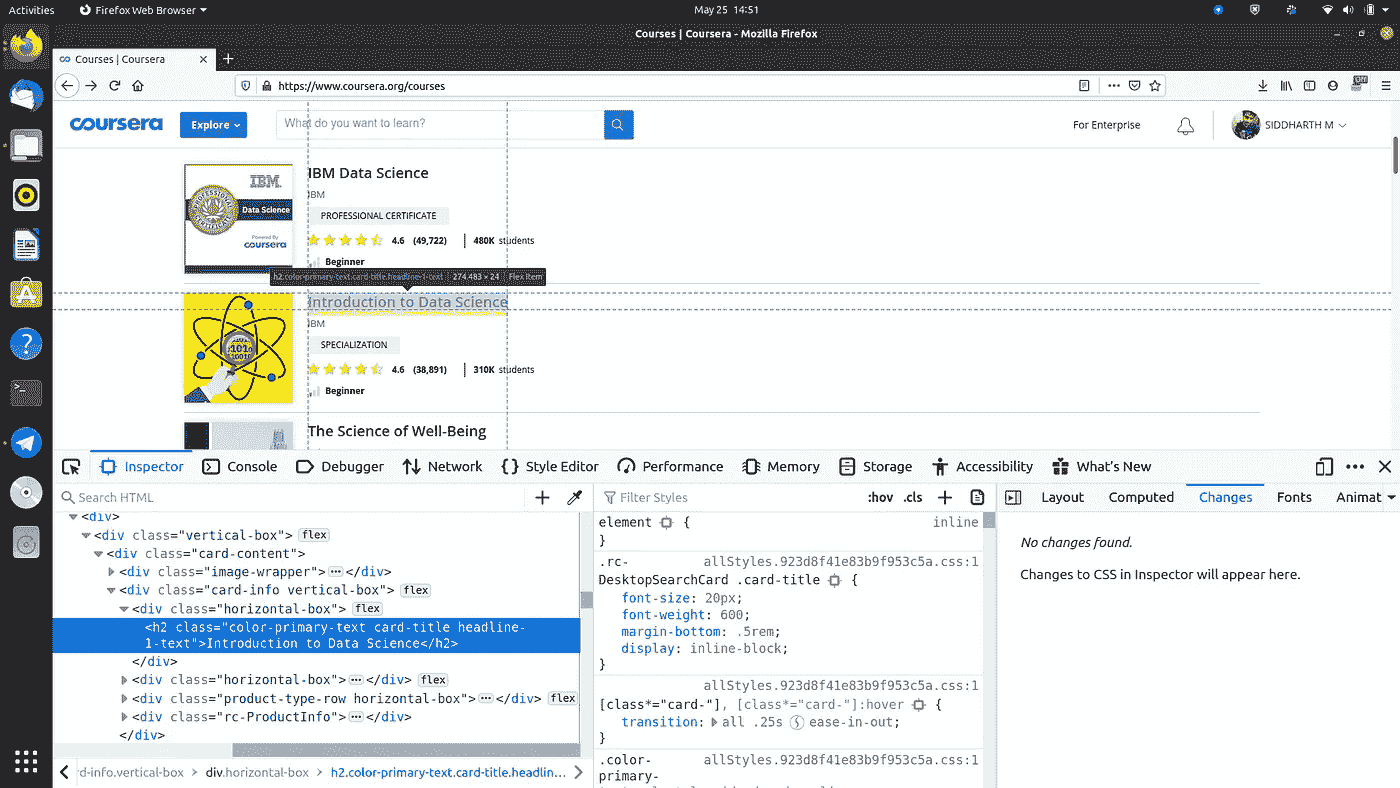 Activities
Firefox Web Browser
May 25 14:51
Courses | Coursera - Mozilla Firefox
Courses | Coursera
https://www.coursera.org/courses
coursera
Explore
What do you want to learn?
For Enterprise
SIDDHARTH M
IBM Data Science
IBM
PROFESSIONAL CERTIFICATE
4.6 (49,722) 480K students
Beginner
IBM
PROFESSIONAL
CERTIFICATE
Data Science
Powered By
coursera
h2.color-primary-text.card-title.headline-1-text 274.483 × 24 Flex Item
Introduction to Data Science
IBM
SPECIALIZATION
4.6 (38,891) 310K students
Beginner
The Science of Well-Being
Inspector
Console
Debugger
Network
Style Editor
Performance
Memory
Storage
Accessibility
What's New
Search HTML
<div>
<div class="vertical-box"> flex
<div class="card-content">
<div class="image-wrapper"> ••• </div>
<div class="card-info vertical-box"> flex
<div class="horizontal-box"> flex
<h2 class="color-primary-text card-title headline-
1-text">Introduction to Data Science</h2>
</div>
<div class="horizontal-box"> ••• </div> flex
<div class="product-type-row horizontal-box"> ••• </div> flex
<div class="rc-ProductInfo"> ••• </div>
</div>
d-info.vertical-box > div.horizontal-box > h2.color-primary-text.card-title.headlin…
Filter Styles
:hov .cls
element { inline
}
.rc- allStyles.923d8f41e83b9f953c5a.css:1
DesktopSearchCard .card-title {
font-size: 20px;
font-weight: 600;
margin-bottom: .5rem;
display: inline-block;
}
allStyles.923d8f41e83b9f953c5a.css:1
[class*="card-"], [class*="card-"]:hover {
transition: all .25s ease-in-out;
}
.color- allStyles.923d8f41e83b9f953c5a.css:1
primary-
Layout
Computed
Changes
Fonts
Animat
No changes found.
Changes to CSS in Inspector will appear here.